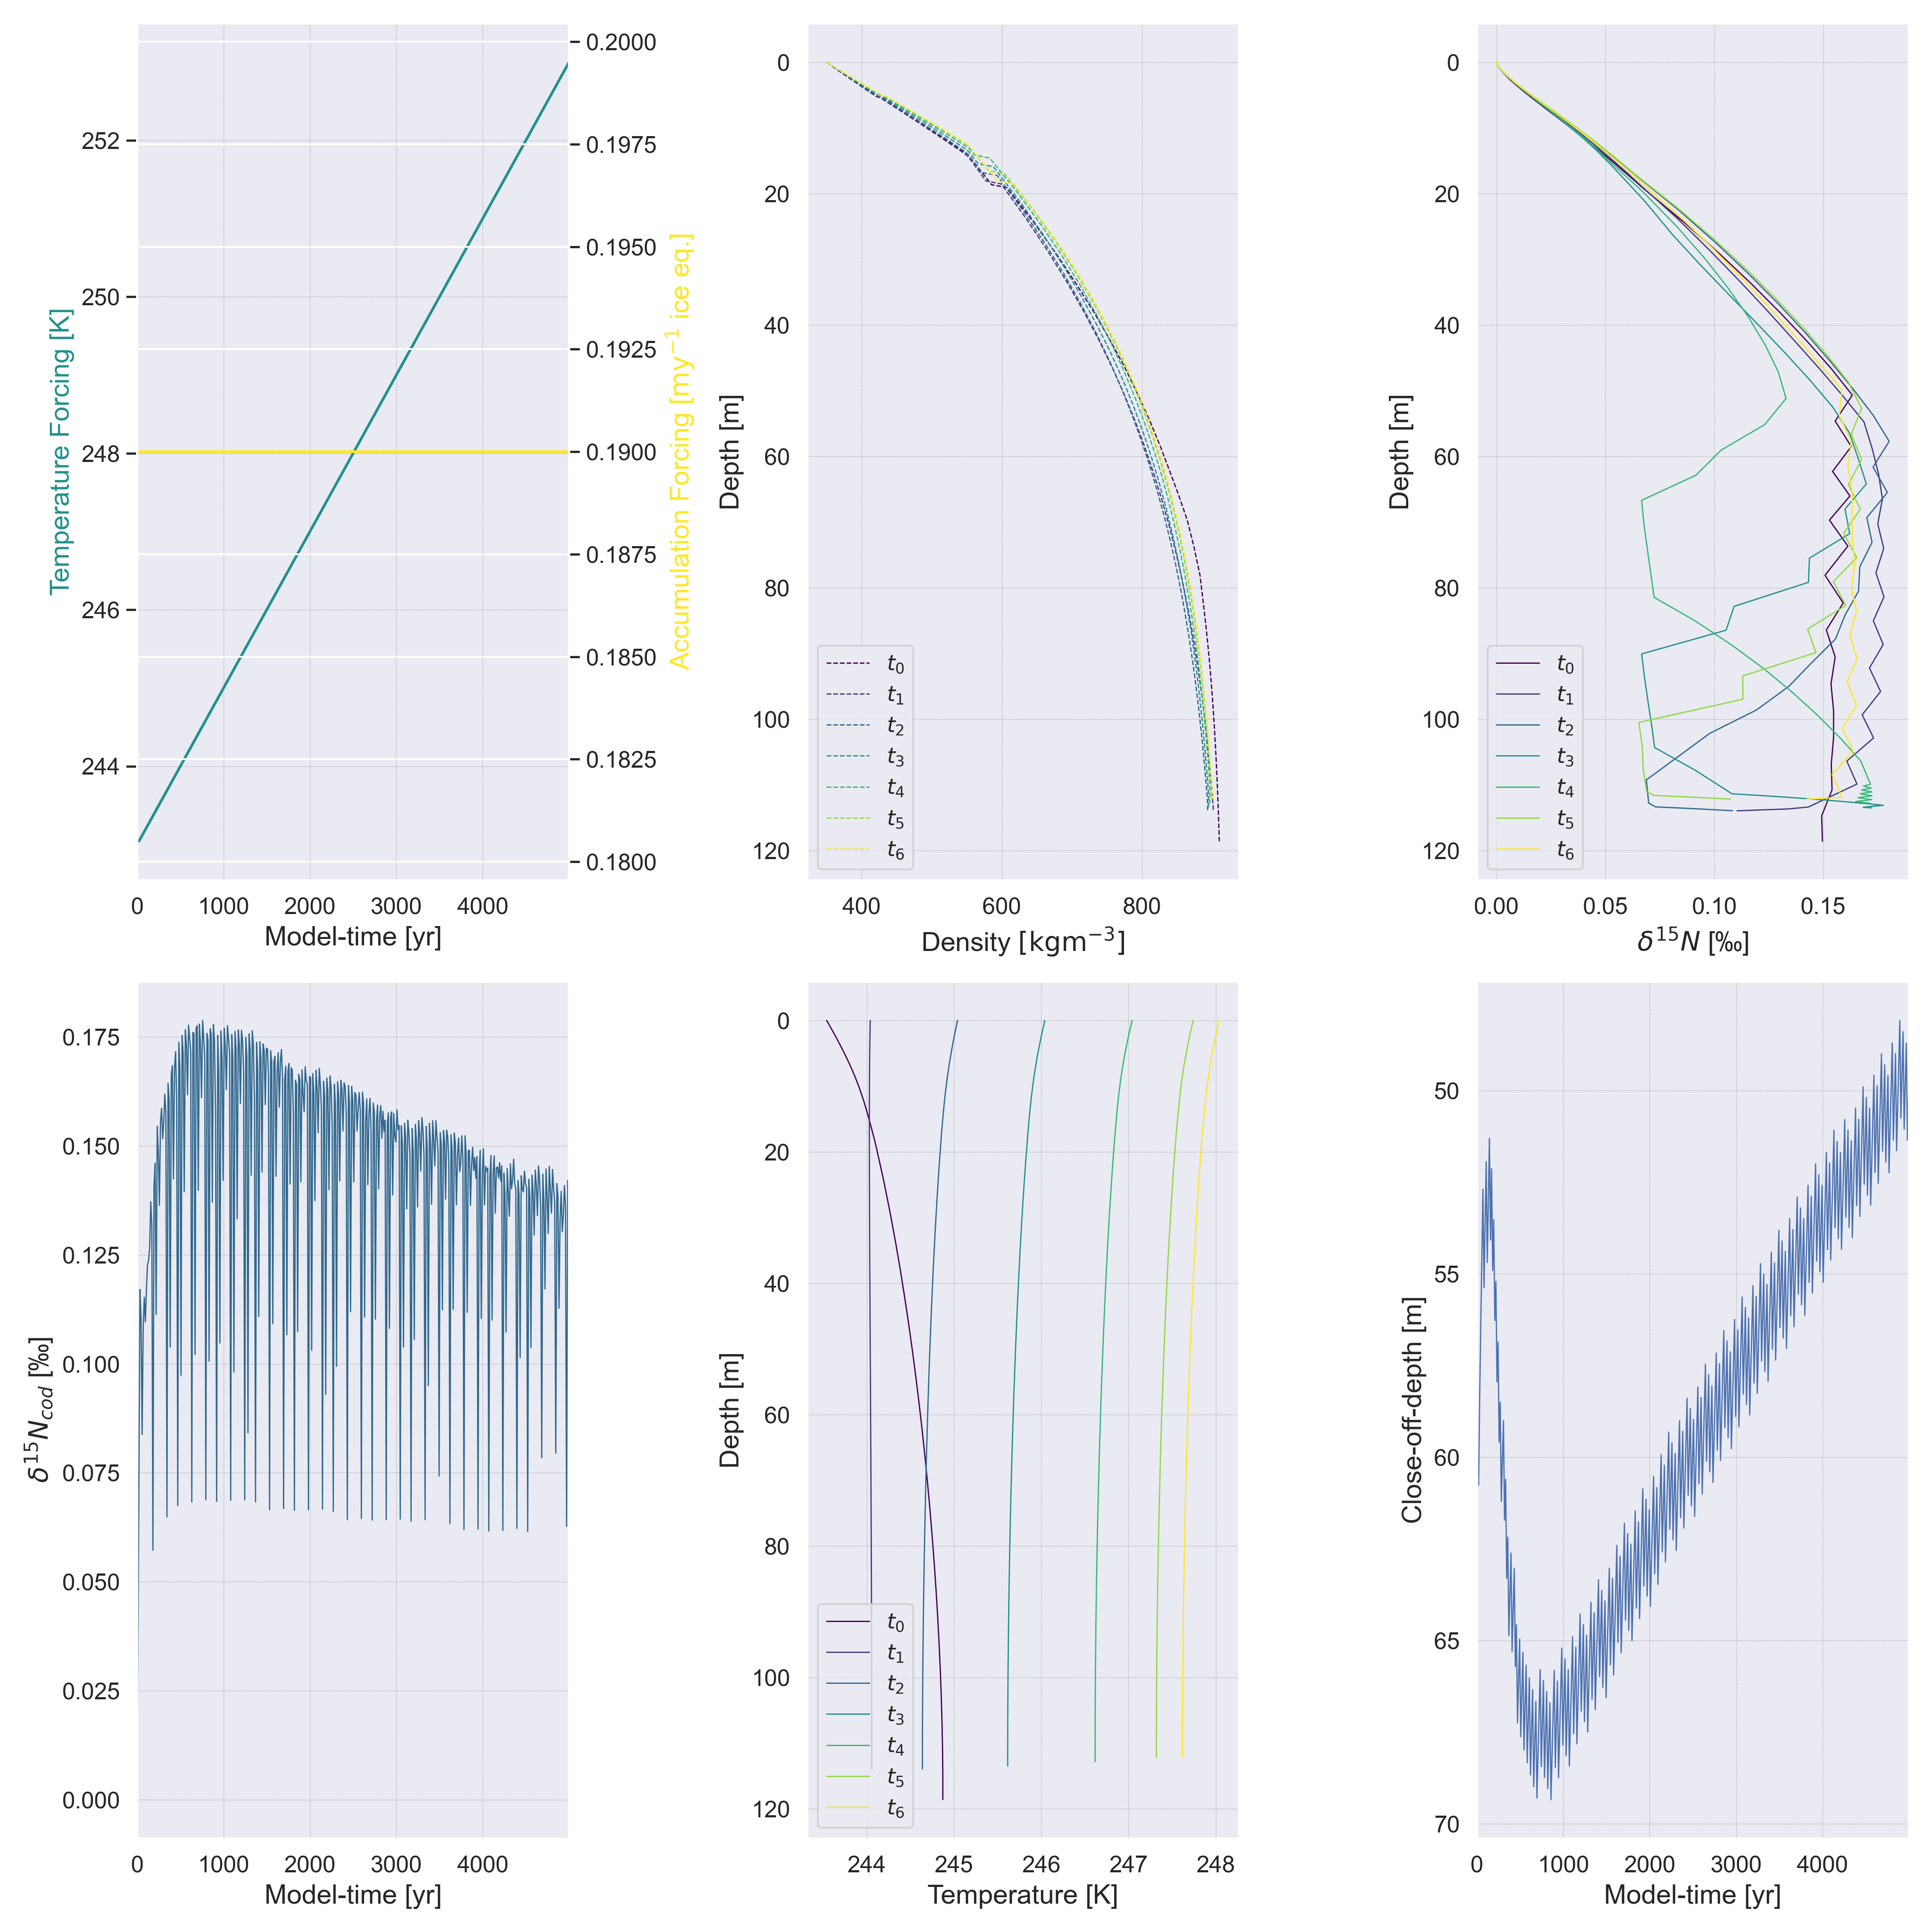 Temperature Forcing [K]
252
250
248
246
244
0 1000 2000 3000 4000
Model-time [yr]
0.2000
0.1975
0.1950
0.1925
0.1900
0.1875
0.1850
0.1825
0.1800
Accumulation Forcing [my⁻¹ ice eq.]
Depth [m]
0
20
40
60
80
100
120
t₀
t₁
t₂
t₃
t₄
t₅
t₆
400 600 800
Density [kgm⁻³]
Depth [m]
0
20
40
60
80
100
120
t₀
t₁
t₂
t₃
t₄
t₅
t₆
0.00 0.05 0.10 0.15
δ¹⁵N [‰]
δ¹⁵N_cod [‰]
0.175
0.150
0.125
0.100
0.075
0.050
0.025
0.000
0 1000 2000 3000 4000
Model-time [yr]
Depth [m]
0
20
40
60
80
100
120
t₀
t₁
t₂
t₃
t₄
t₅
t₆
244 245 246 247 248
Temperature [K]
Close-off-depth [m]
50
55
60
65
70
0 1000 2000 3000 4000
Model-time [yr]